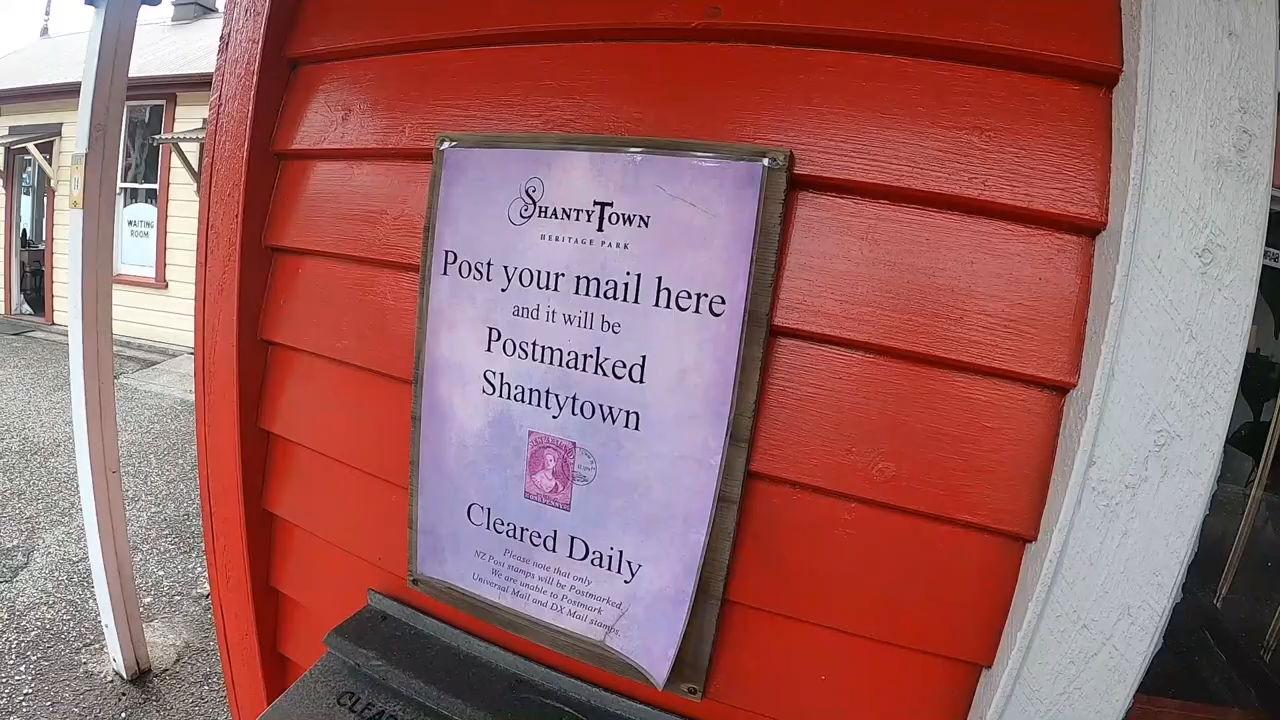 WAITING
ROOM
SHANTYTOWN
HERITAGE PARK
Post your mail here
and it will be
Postmarked
Shantytown
Cleared Daily
Please note that only
NZ Post stamps will be Postmarked.
We are unable to Postmark
Universal Mail and DX Mail stamps.